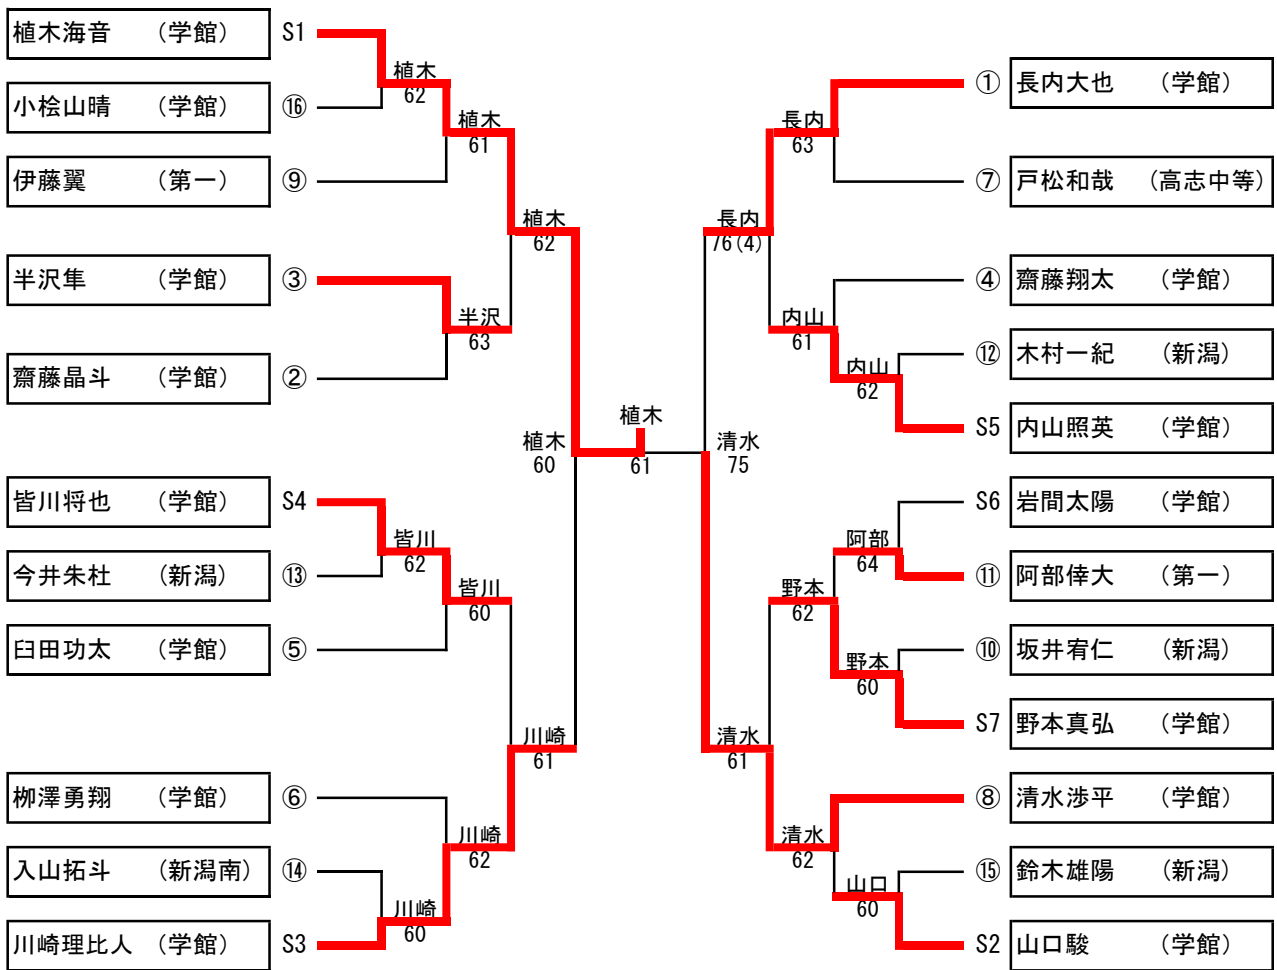 植木海音 (学館) S1
小桧山晴 (学館) ⑯
伊藤翼 (第一) ⑨
半沢隼 (学館) ③
齋藤晶斗 (学館) ②
皆川将也 (学館) S4
今井朱杜 (新潟) ⑬
臼田功太 (学館) ⑤
栁澤勇翔 (学館) ⑥
入山拓斗 (新潟南) ⑭
川崎理比人 (学館) S3
植木
62
植木
61
植木
62
半沢
63
植木
60
皆川
62
皆川
60
川崎
61
川崎
62
川崎
60
植木
61
長内
63
長内
76(4)
内山
61
内山
62
清水
75
阿部
64
野本
62
野本
60
清水
61
清水
62
山口
60
① 長内大也 (学館)
⑦ 戸松和哉 (高志中等)
④ 齋藤翔太 (学館)
⑫ 木村一紀 (新潟)
S5 内山照英 (学館)
S6 岩間太陽 (学館)
⑪ 阿部倖大 (第一)
⑩ 坂井宥仁 (新潟)
S7 野本真弘 (学館)
⑧ 清水渉平 (学館)
⑮ 鈴木雄陽 (新潟)
S2 山口駿 (学館)